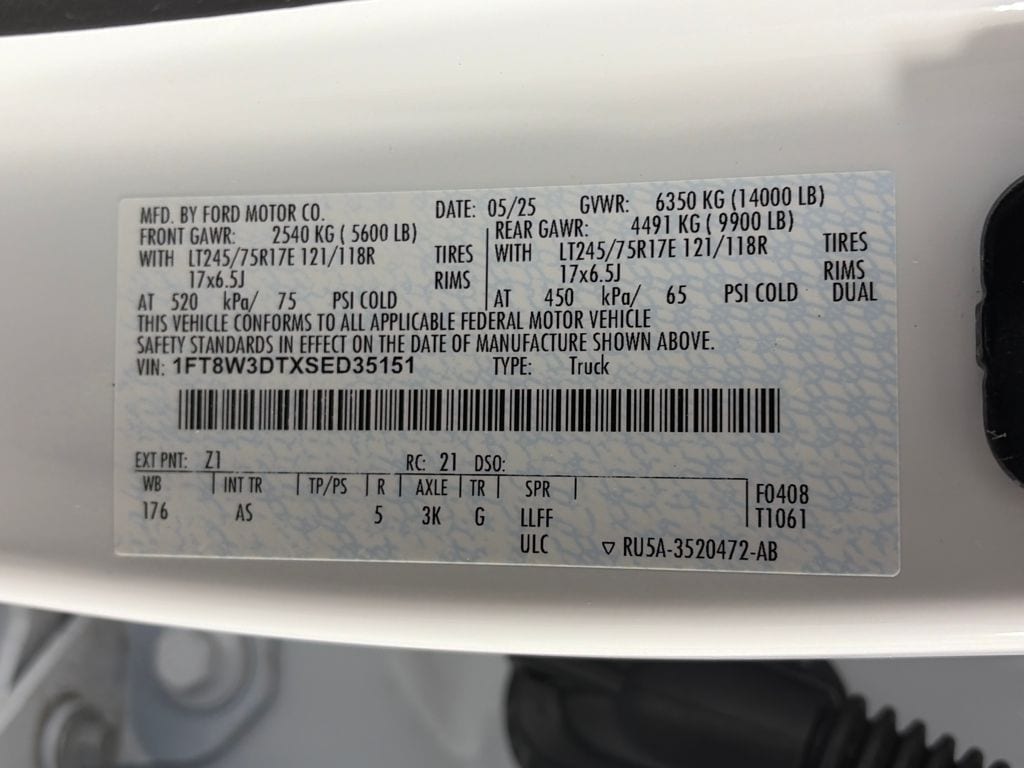 MFD. BY FORD MOTOR CO. DATE: 05/25 GVWR: 6350 KG (14000 LB)
FRONT GAWR: 2540 KG ( 5600 LB) REAR GAWR: 4491 KG ( 9900 LB)
WITH LT245/75R17E 121/118R TIRES WITH LT245/75R17E 121/118R TIRES
17x6.5J RIMS 17x6.5J RIMS
AT 520 kPa/ 75 PSI COLD AT 450 kPa/ 65 PSI COLD DUAL
THIS VEHICLE CONFORMS TO ALL APPLICABLE FEDERAL MOTOR VEHICLE
SAFETY STANDARDS IN EFFECT ON THE DATE OF MANUFACTURE SHOWN ABOVE.
VIN: 1FT8W3DTXSED35151 TYPE: Truck
EXT PNT: Z1 RC: 21 DSO:
WB INT TR TP/PS R AXLE TR SPR F0408
176 AS 5 3K G LLFF T1061
ULC ▽ RU5A-3520472-AB